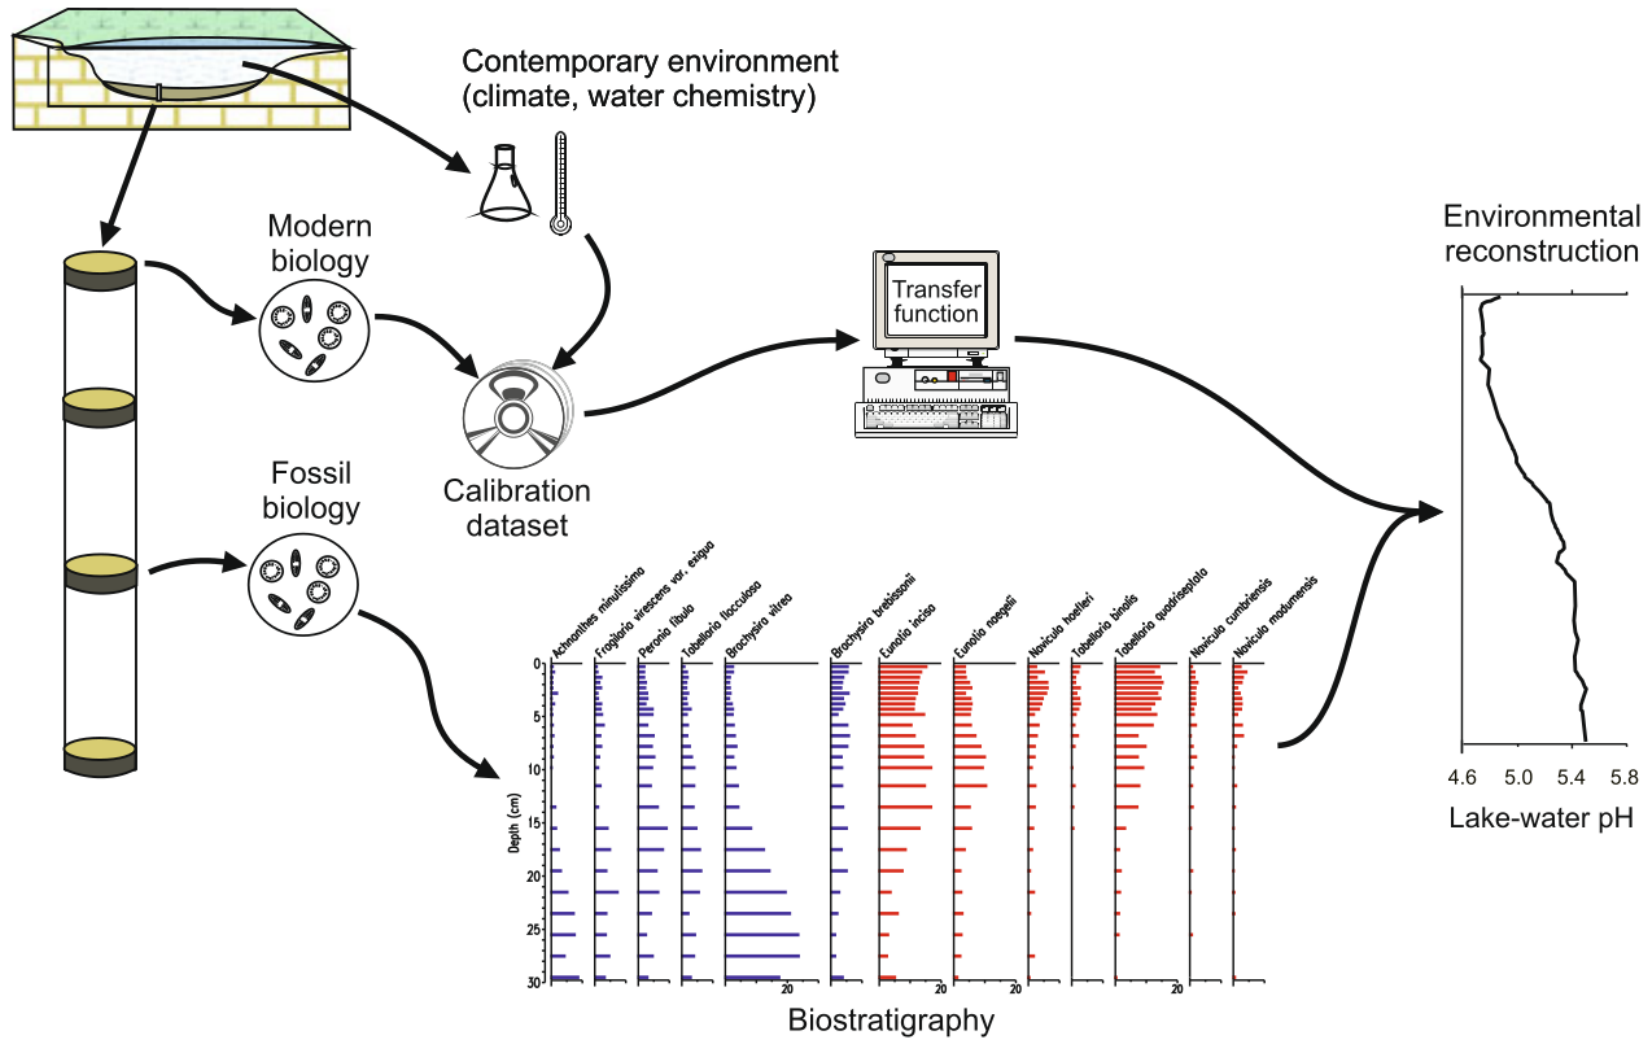 Contemporary environment
(climate, water chemistry)
Modern
biology
Transfer
function
Environmental
reconstruction
Fossil
biology
Calibration
dataset
4.6 5.0 5.4 5.8
Lake-water pH
Achnanthes minutissima
Fragilaria virescens var. exigua
Peronia fibula
Tabellaria flocculosa
Brachysira vitrea
Brachysira brebissonii
Eunotia incisa
Eunotia naegelii
Navicula hoefleri
Tabellaria binalis
Tabellaria quadriseptata
Navicula cumbriensis
Navicula madumensis
Depth (cm)
0
5
10
15
20
25
30
20 20 20 20
Biostratigraphy